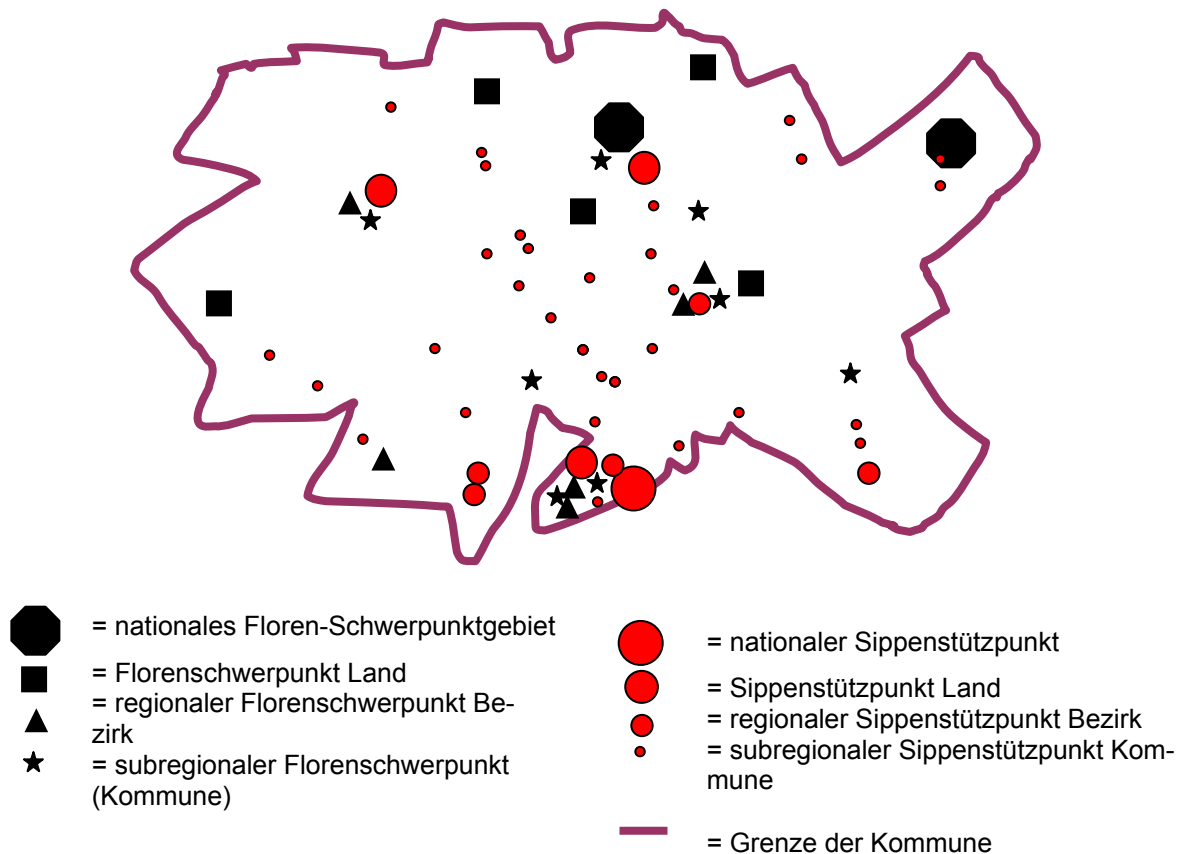 = nationales Floren-Schwerpunktgebiet
= Florenschwerpunkt Land
= regionaler Florenschwerpunkt Be-
zirk
= subregionaler Florenschwerpunkt
(Kommune)
= nationaler Sippenstützpunkt
= Sippenstützpunkt Land
= regionaler Sippenstützpunkt Bezirk
= subregionaler Sippenstützpunkt Kom-
mune
= Grenze der Kommune